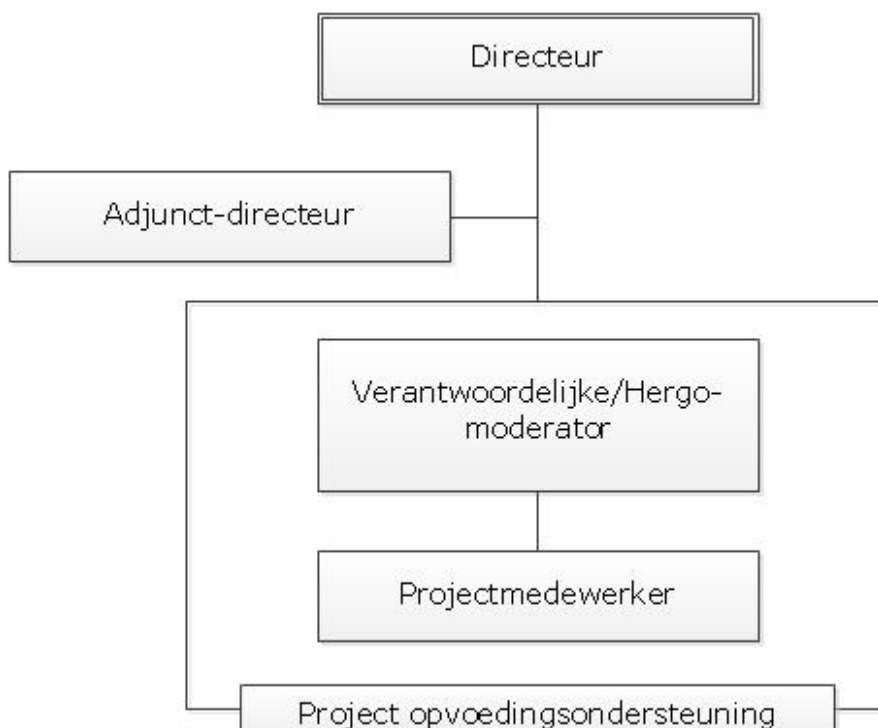 Directeur
Adjunct-directeur
Verantwoordelijke/Hergo-
moderator
Projectmedewerker
Project opvoedingsondersteuning